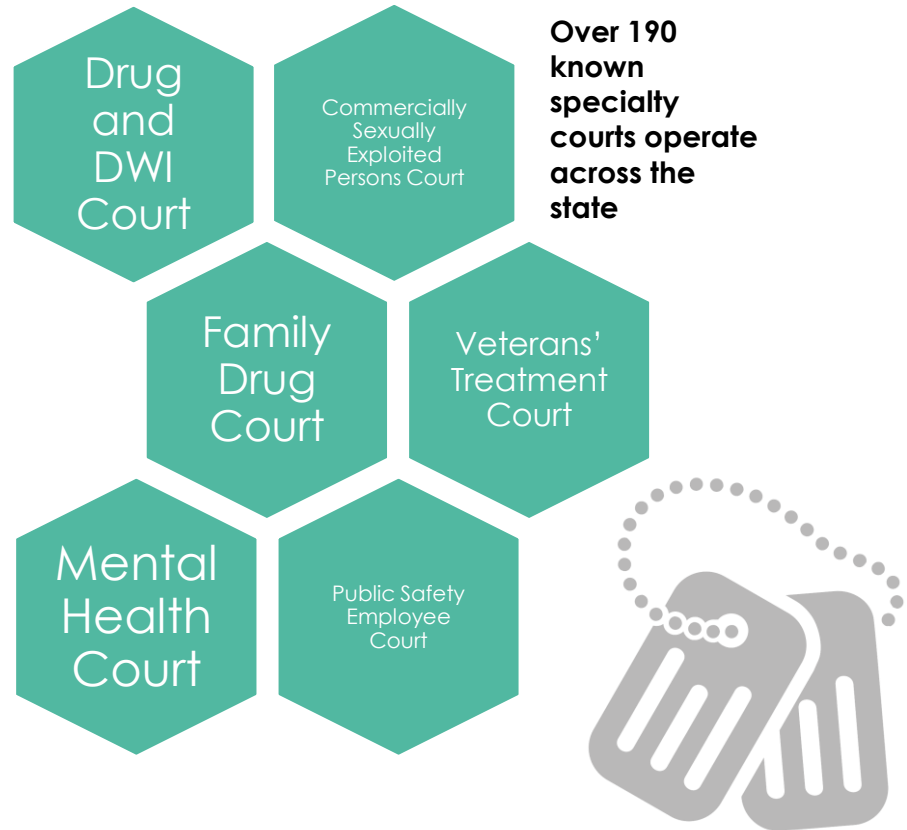 Drug
and
DWI
Court
Commercially
Sexually
Exploited
Persons Court
Over 190
known
specialty
courts operate
across the
state
Family
Drug
Court
Veterans’
Treatment
Court
Mental
Health
Court
Public Safety
Employee
Court